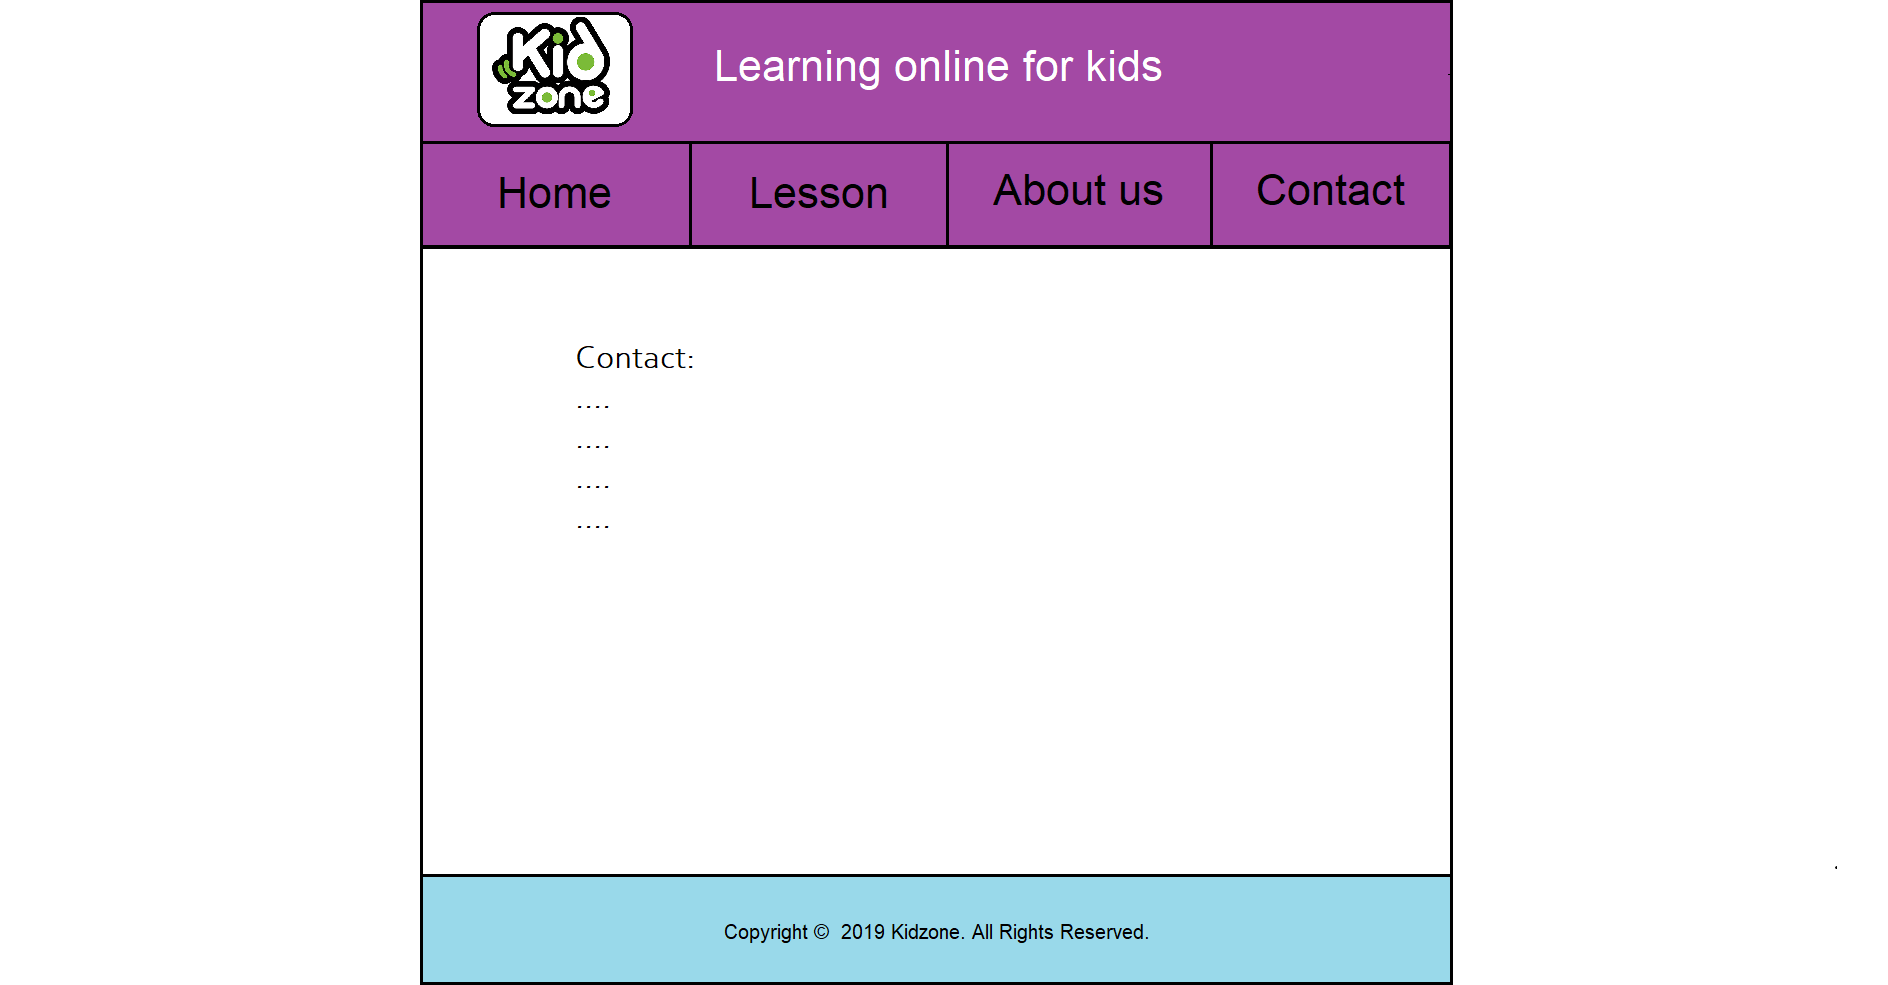 Kid
zone
Learning online for kids
Home
Lesson
About us
Contact
Contact:
....
....
....
....
Copyright ©  2019 Kidzone. All Rights Reserved.